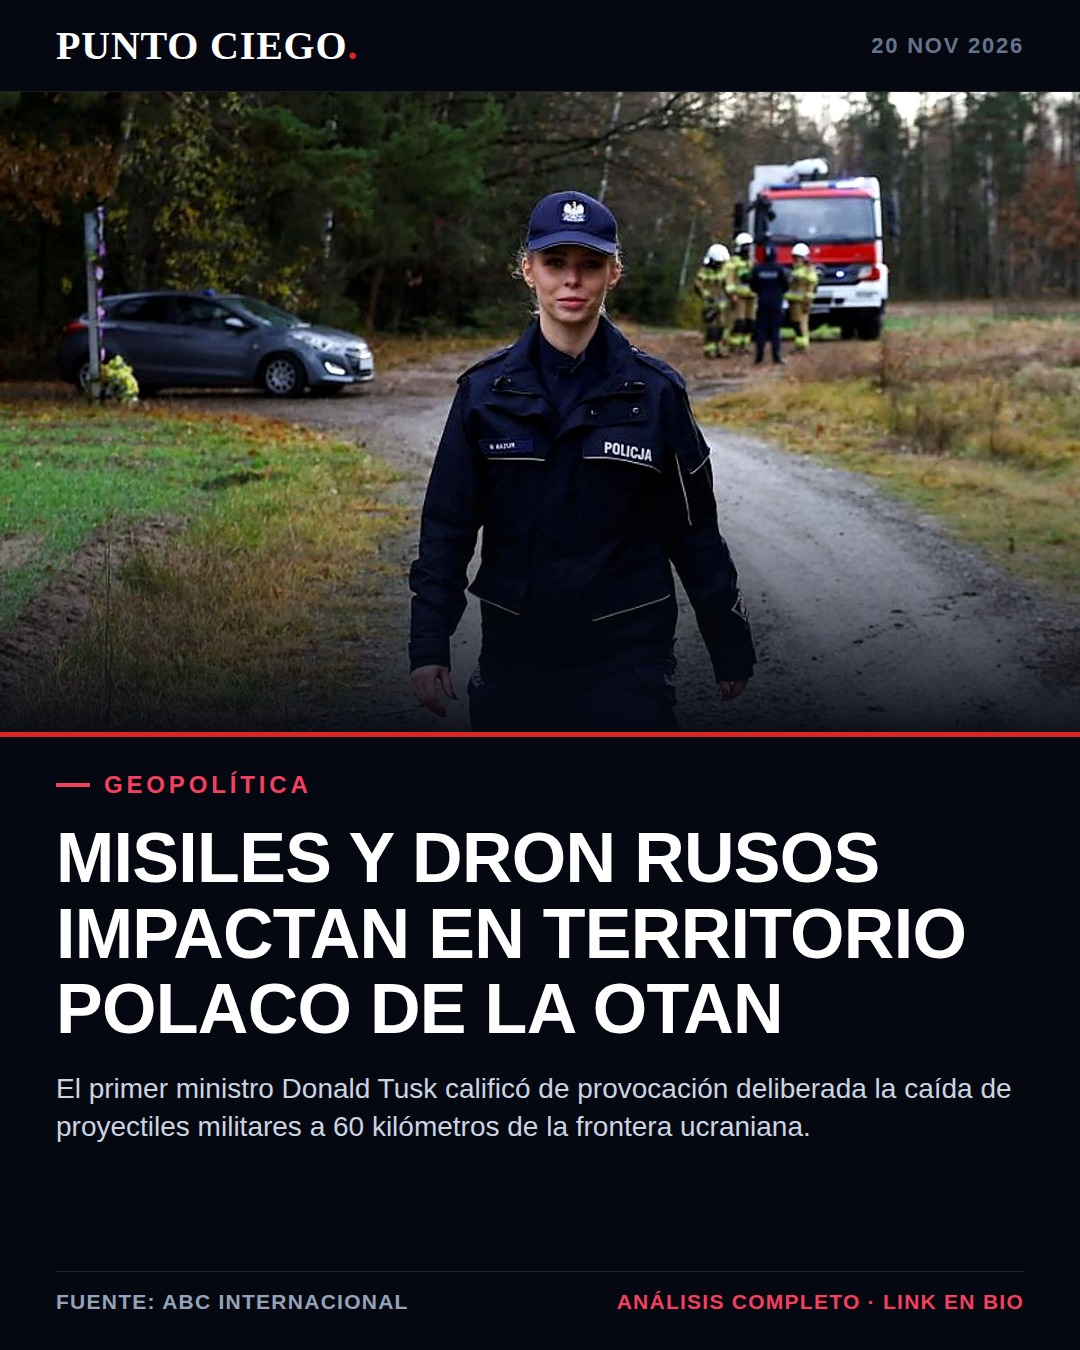 PUNTO CIEGO.
20 NOV 2026
N MAZUR
POLICJA
GEOPOLÍTICA
MISILES Y DRON RUSOS
IMPACTAN EN TERRITORIO
POLACO DE LA OTAN
El primer ministro Donald Tusk calificó de provocación deliberada la caída de
proyectiles militares a 60 kilómetros de la frontera ucraniana.
FUENTE: ABC INTERNACIONAL
ANÁLISIS COMPLETO · LINK EN BIO